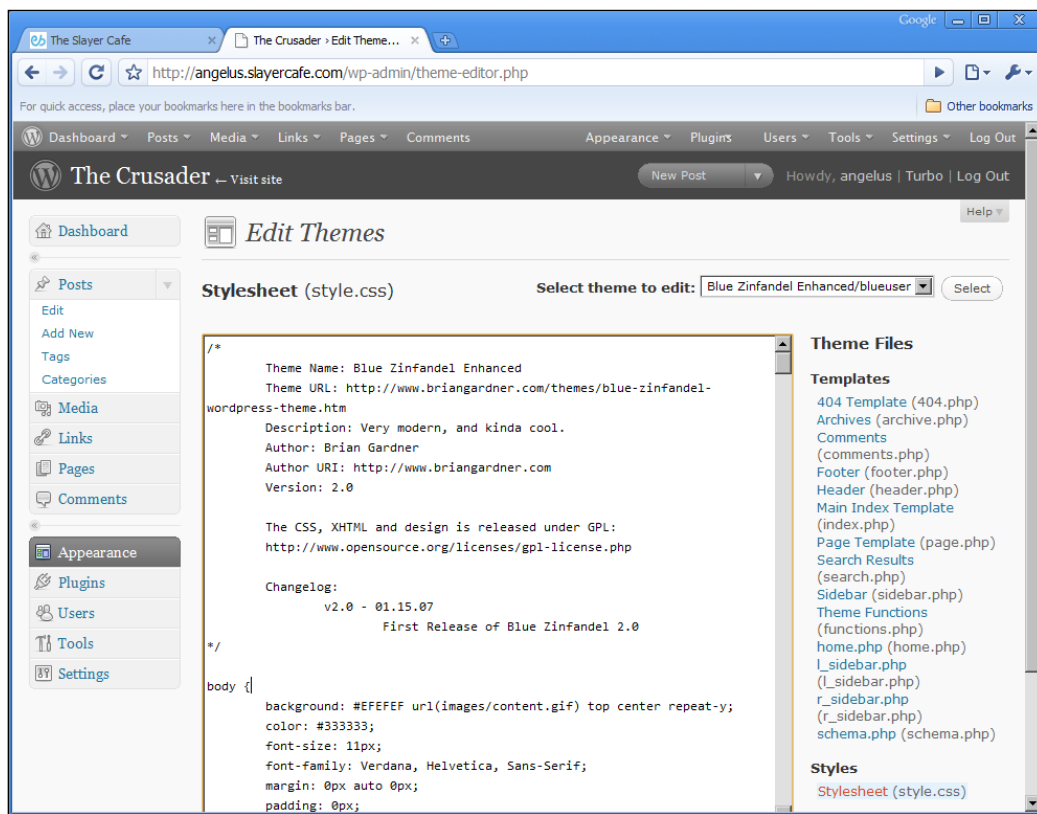 Google
The Slayer Cafe
The Crusader › Edit Theme...
http://angelus.slayercafe.com/wp-admin/theme-editor.php
For quick access, place your bookmarks here in the bookmarks bar.
Other bookmarks
Dashboard Posts Media Links Pages Comments Appearance Plugins Users Tools Settings Log Out
The Crusader ← Visit site
New Post
Howdy, angelus | Turbo | Log Out
Help
Dashboard
Posts
Edit
Add New
Tags
Categories
Media
Links
Pages
Comments
Appearance
Plugins
Users
Tools
Settings
Edit Themes
Stylesheet (style.css)
Select theme to edit: Blue Zinfandel Enhanced/blueuser Select
/*
Theme Name: Blue Zinfandel Enhanced
Theme URL: http://www.briangardner.com/themes/blue-zinfandel-
wordpress-theme.htm
Description: Very modern, and kinda cool.
Author: Brian Gardner
Author URI: http://www.briangardner.com
Version: 2.0
The CSS, XHTML and design is released under GPL:
http://www.opensource.org/licenses/gpl-license.php
Changelog:
v2.0 - 01.15.07
First Release of Blue Zinfandel 2.0
*/
body {
background: #EFEFEF url(images/content.gif) top center repeat-y;
color: #333333;
font-size: 11px;
font-family: Verdana, Helvetica, Sans-Serif;
margin: 0px auto 0px;
padding: 0px;
Theme Files
Templates
404 Template (404.php)
Archives (archive.php)
Comments
(comments.php)
Footer (footer.php)
Header (header.php)
Main Index Template
(index.php)
Page Template (page.php)
Search Results
(search.php)
Sidebar (sidebar.php)
Theme Functions
(functions.php)
home.php (home.php)
l_sidebar.php
(l_sidebar.php)
r_sidebar.php
(r_sidebar.php)
schema.php (schema.php)
Styles
Stylesheet (style.css)